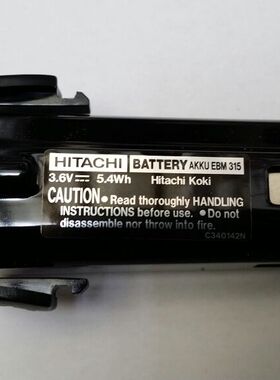 HITACHI BATTERY AKKU EBM 315
3.6V⎓ 5.4Wh Hitachi Koki
CAUTION • Read thoroughly HANDLING
INSTRUCTIONS before use. • Do not
disassemble nor throw into fire.
C340142N